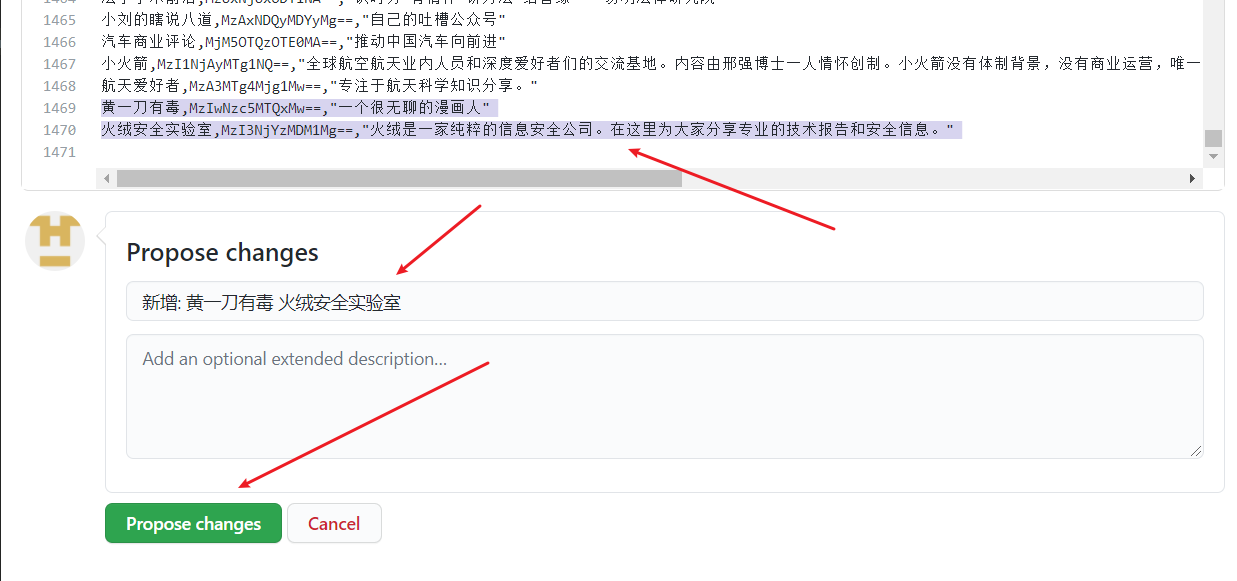 1465 小刘的瞎说八道,MzAxNDQyMDYyMg==,"自己的吐槽公众号"
1466 汽车商业评论,MjM5OTQzOTE0MA==,"推动中国汽车向前进"
1467 小火箭,MzI1NjAyMTg1NQ==,"全球航空航天业内人员和深度爱好者们的交流基地。内容由邢强博士一人情怀创制。小火箭没有体制背景，没有商业运营，唯一
1468 航天爱好者,MzA3MTg4Mjg1Mw==,"专注于航天科学知识分享。"
1469 黄一刀有毒,MzIwNzc5MTQxMw==,"一个很无聊的漫画人"
1470 火绒安全实验室,MzI3NjYzMDM1Mg==,"火绒是一家纯粹的信息安全公司。在这里为大家分享专业的技术报告和安全信息。"
1471
Propose changes
新增: 黄一刀有毒 火绒安全实验室
Add an optional extended description...
Propose changes
Cancel